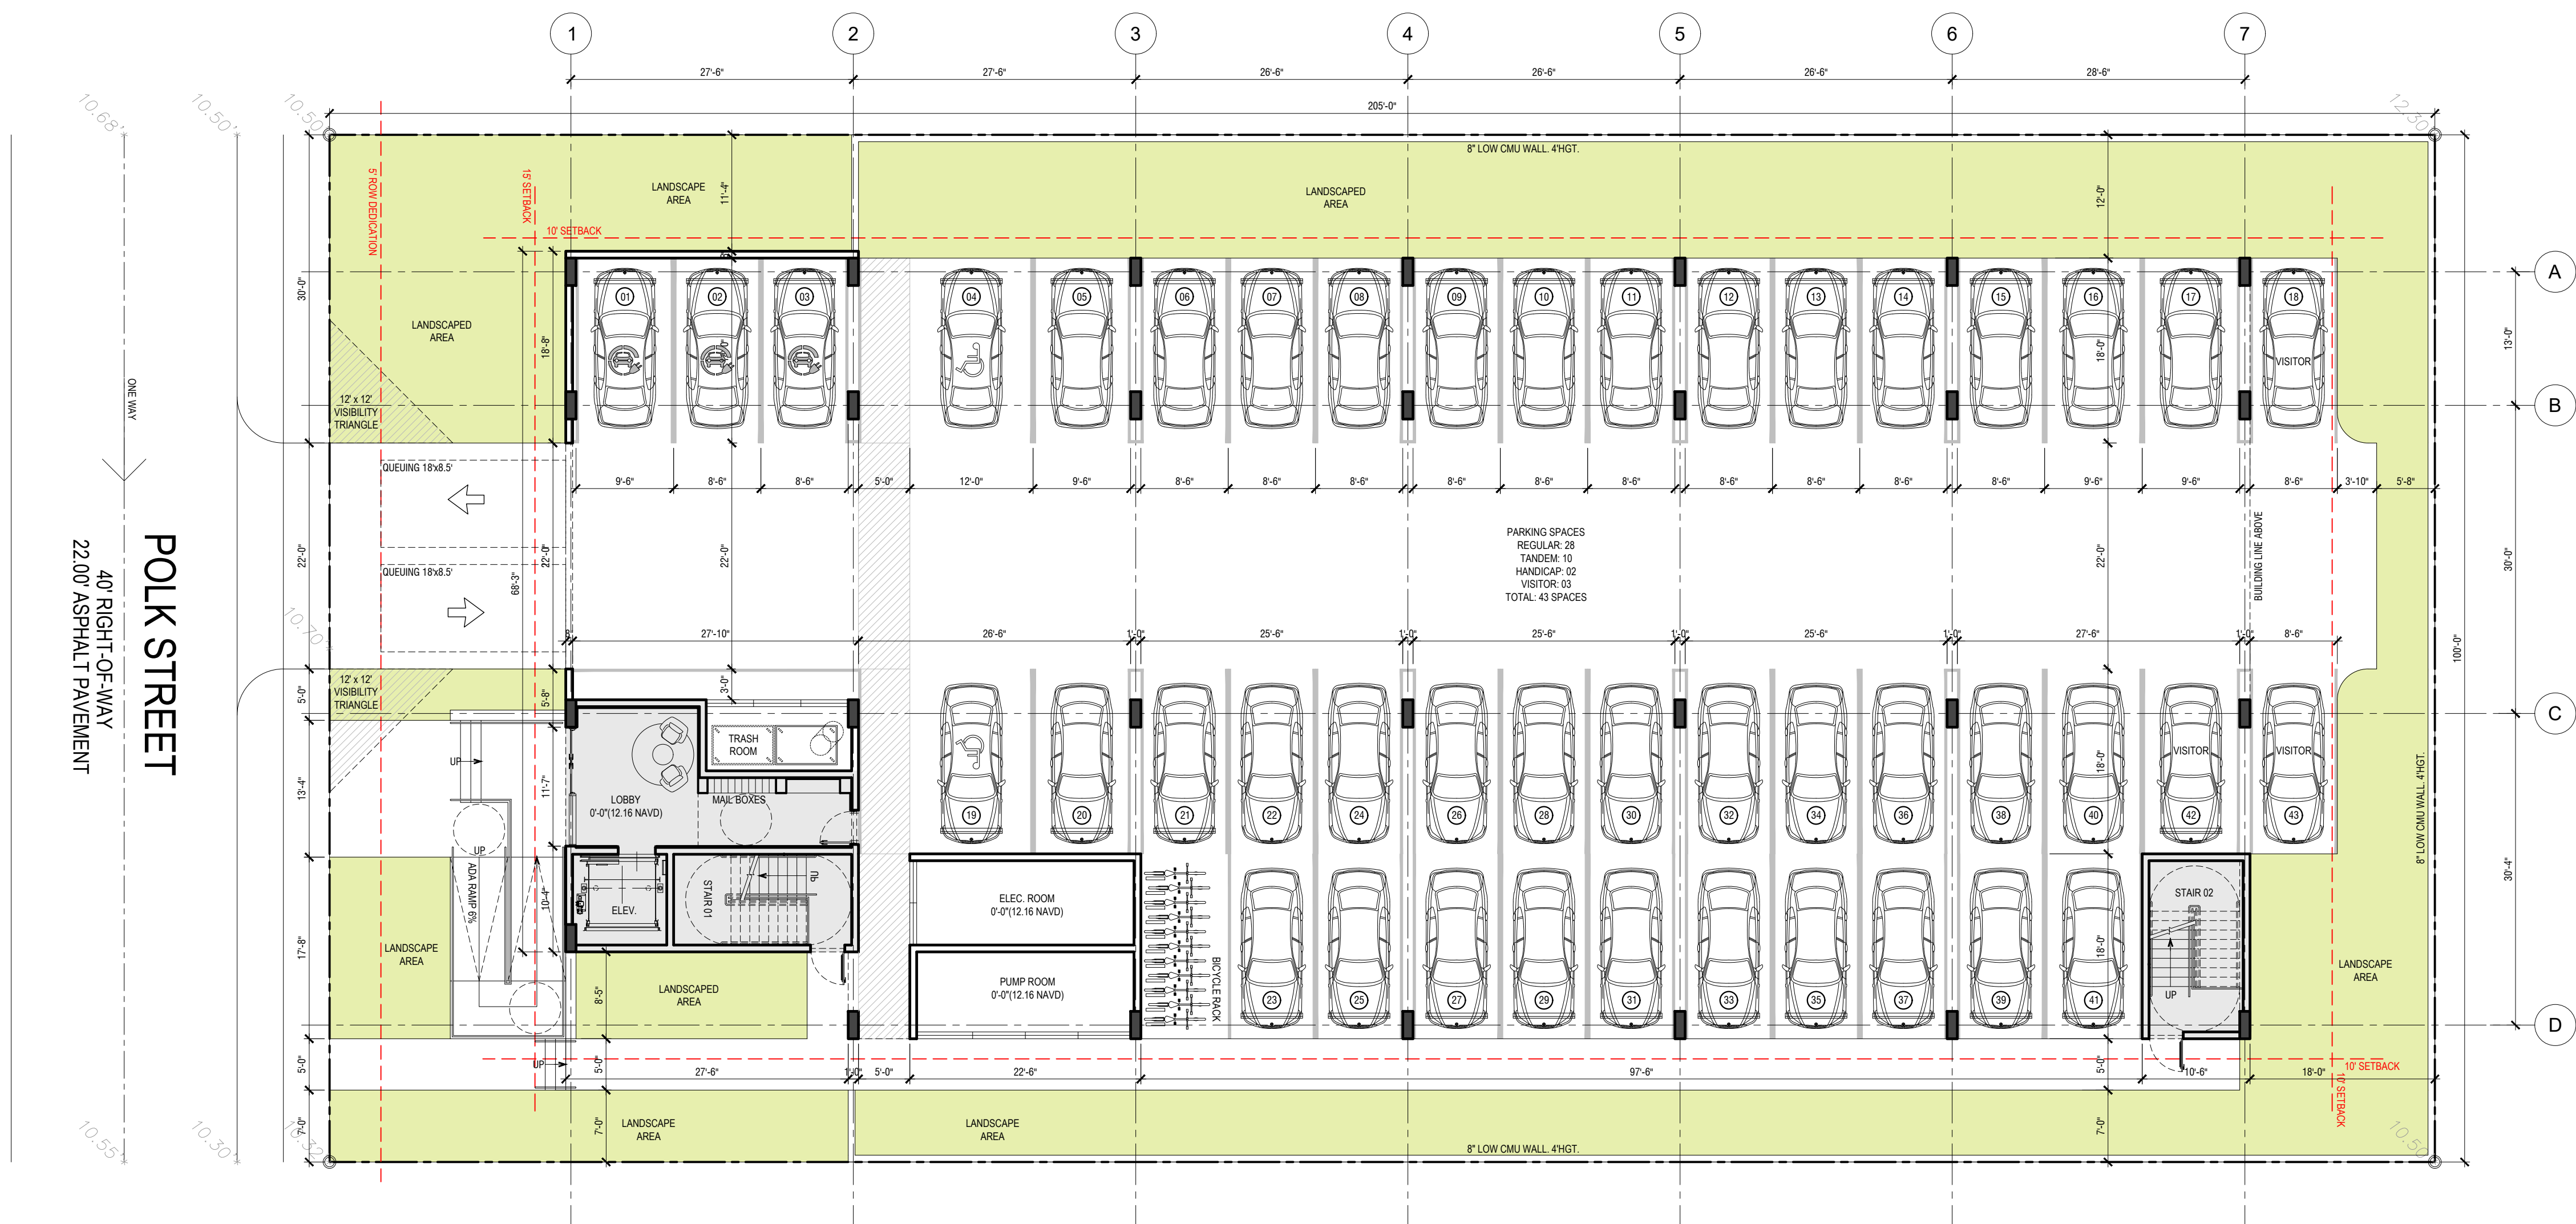 1
2
3
4
5
6
7
27'-6"
27'-6"
26'-6"
26'-6"
26'-6"
28'-6"
205'-0"
10.68'
10.50'
10.50'
12.30'
8" LOW CMU WALL. 4'HGT.
5' ROW DEDICATION
15' SETBACK
LANDSCAPE
AREA
11'-4"
LANDSCAPED
AREA
12'-0"
10' SETBACK
A
B
C
D
13'-0"
30'-0"
30'-4"
100'-0"
30'-0"
22'-0"
5'-0"
13'-4"
17'-8"
5'-0"
7'-0"
LANDSCAPED
AREA
12' x 12'
VISIBILITY
TRIANGLE
18'-8"
01
02
03
04
05
06
07
08
09
10
11
12
13
14
15
16
17
18
18'-0"
VISITOR
ONE WAY
POLK STREET
40' RIGHT-OF-WAY
22.00' ASPHALT PAVEMENT
QUEUING 18'x8.5'
QUEUING 18'x8.5'
68'-3"
22'-0"
22'-0"
9'-6"
8'-6"
8'-6"
5'-0"
12'-0"
9'-6"
8'-6"
8'-6"
8'-6"
8'-6"
8'-6"
8'-6"
8'-6"
8'-6"
8'-6"
8'-6"
9'-6"
9'-6"
8'-6"
3'-10"
5'-8"
PARKING SPACES
REGULAR: 28
TANDEM: 10
HANDICAP: 02
VISITOR: 03
TOTAL: 43 SPACES
22'-0"
BUILDING LINE ABOVE
10.70'
27'-10"
26'-6"
1'-0"
25'-6"
1'-0"
25'-6"
1'-0"
25'-6"
1'-0"
27'-6"
1'-0"
8'-6"
12' x 12'
VISIBILITY
TRIANGLE
5'-8"
3'-0"
TRASH
ROOM
UP
11'-7"
LOBBY
0'-0"(12.16 NAVD)
MAIL BOXES
19
20
21
22
24
26
28
30
32
34
36
38
40
42
43
18'-0"
VISITOR
VISITOR
8" LOW CMU WALL. 4'HGT.
UP
ADA RAMP 6%
10'-4"
ELEV.
STAIR 01
UP
ELEC. ROOM
0'-0"(12.16 NAVD)
PUMP ROOM
0'-0"(12.16 NAVD)
BICYCLE RACK
23
25
27
29
31
33
35
37
39
41
18'-0"
STAIR 02
UP
LANDSCAPE
AREA
LANDSCAPE
AREA
LANDSCAPED
AREA
8'-5"
UP
5'-0"
27'-6"
1'-0"
5'-0"
22'-6"
97'-6"
5'-0"
10'-6"
18'-0"
10' SETBACK
10' SETBACK
LANDSCAPE
AREA
7'-0"
LANDSCAPE
AREA
8" LOW CMU WALL. 4'HGT.
7'-0"
10.55'
10.30'
10.32'
10.50'